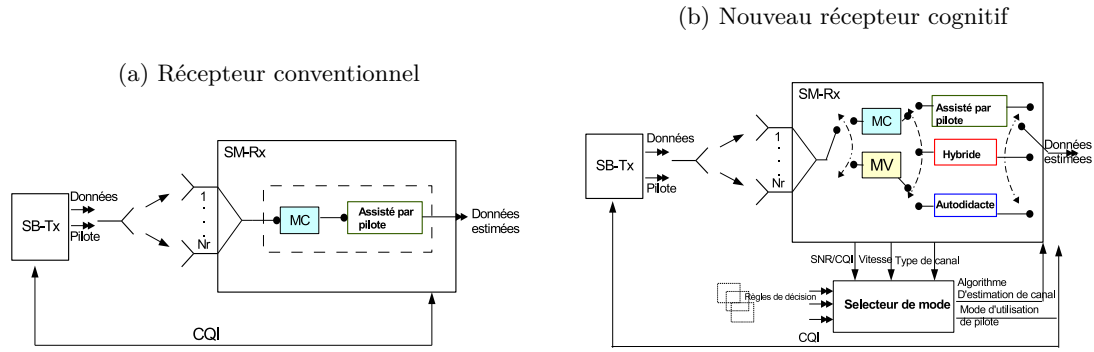 (a) Récepteur conventionnel
SM-Rx
SB-Tx
Données
Pilote
1
Nr
MC
Assisté par
pilote
Données
estimées
CQI
(b) Nouveau récepteur cognitif
SM-Rx
SB-Tx
Données
Pilote
1
Nr
MC
MV
Assisté par
pilote
Hybride
Autodidacte
Données
estimées
SNR/CQI
Vitesse
Type de canal
Règles de décision
Selecteur de mode
Algorithme
D'estimation de canal
Mode d'utilisation
de pilote
CQI